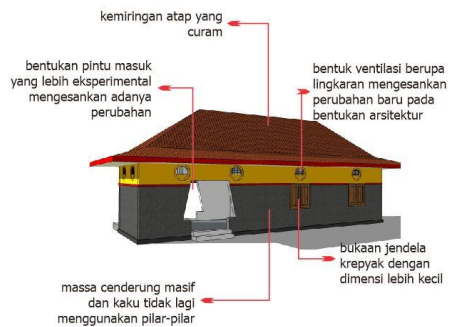 kemiringan atap yang
curam
bentukan pintu masuk
yang lebih eksperimental
mengesankan adanya
perubahan
bentuk ventilasi berupa
lingkaran mengesankan
perubahan baru pada
bentukan arsitektur
bukaan jendela
krepyak dengan
dimensi lebih kecil
massa cenderung masif
dan kaku tidak lagi
menggunakan pilar-pilar